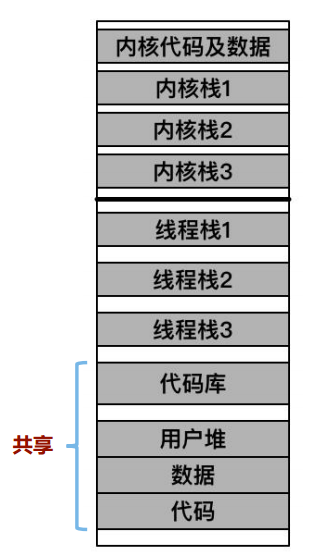 内核代码及数据
内核栈1
内核栈2
内核栈3
线程栈1
线程栈2
线程栈3
代码库
共享
用户堆
数据
代码